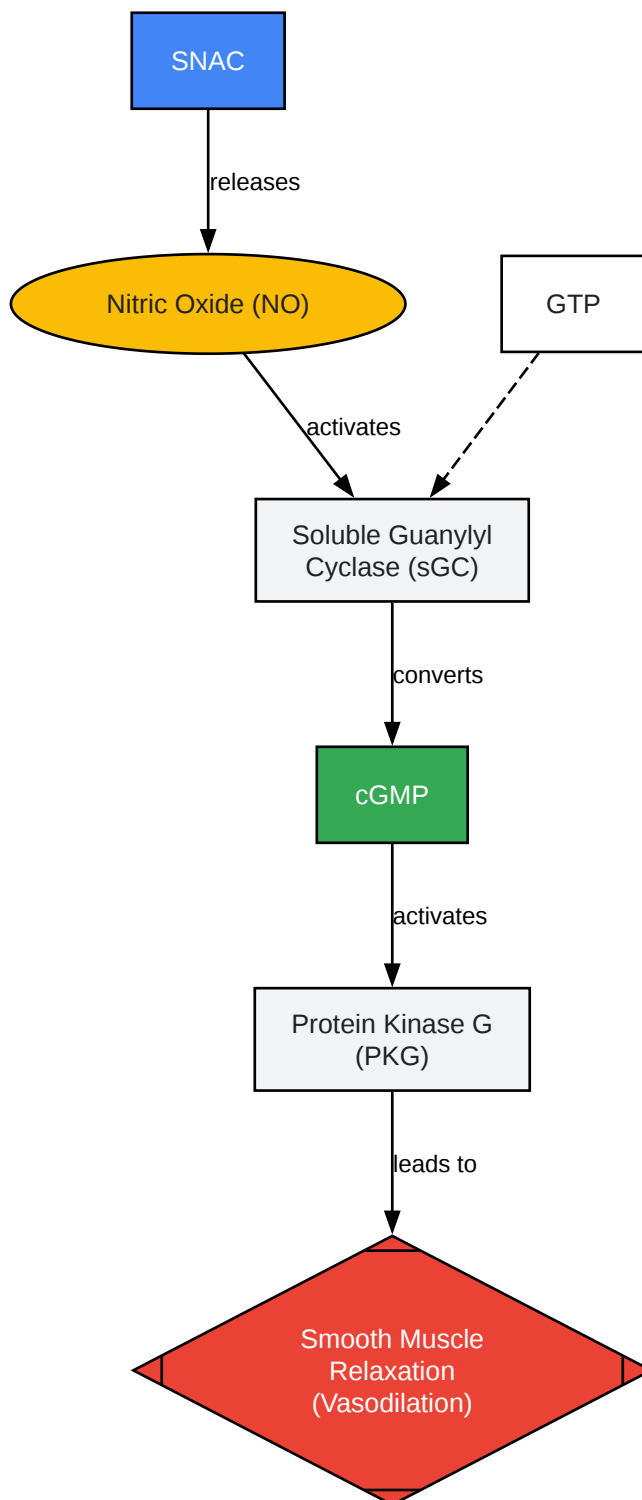 SNAC
releases
Nitric Oxide (NO)
GTP
activates
Soluble Guanylyl
Cyclase (sGC)
converts
cGMP
activates
Protein Kinase G
(PKG)
leads to
Smooth Muscle
Relaxation
(Vasodilation)